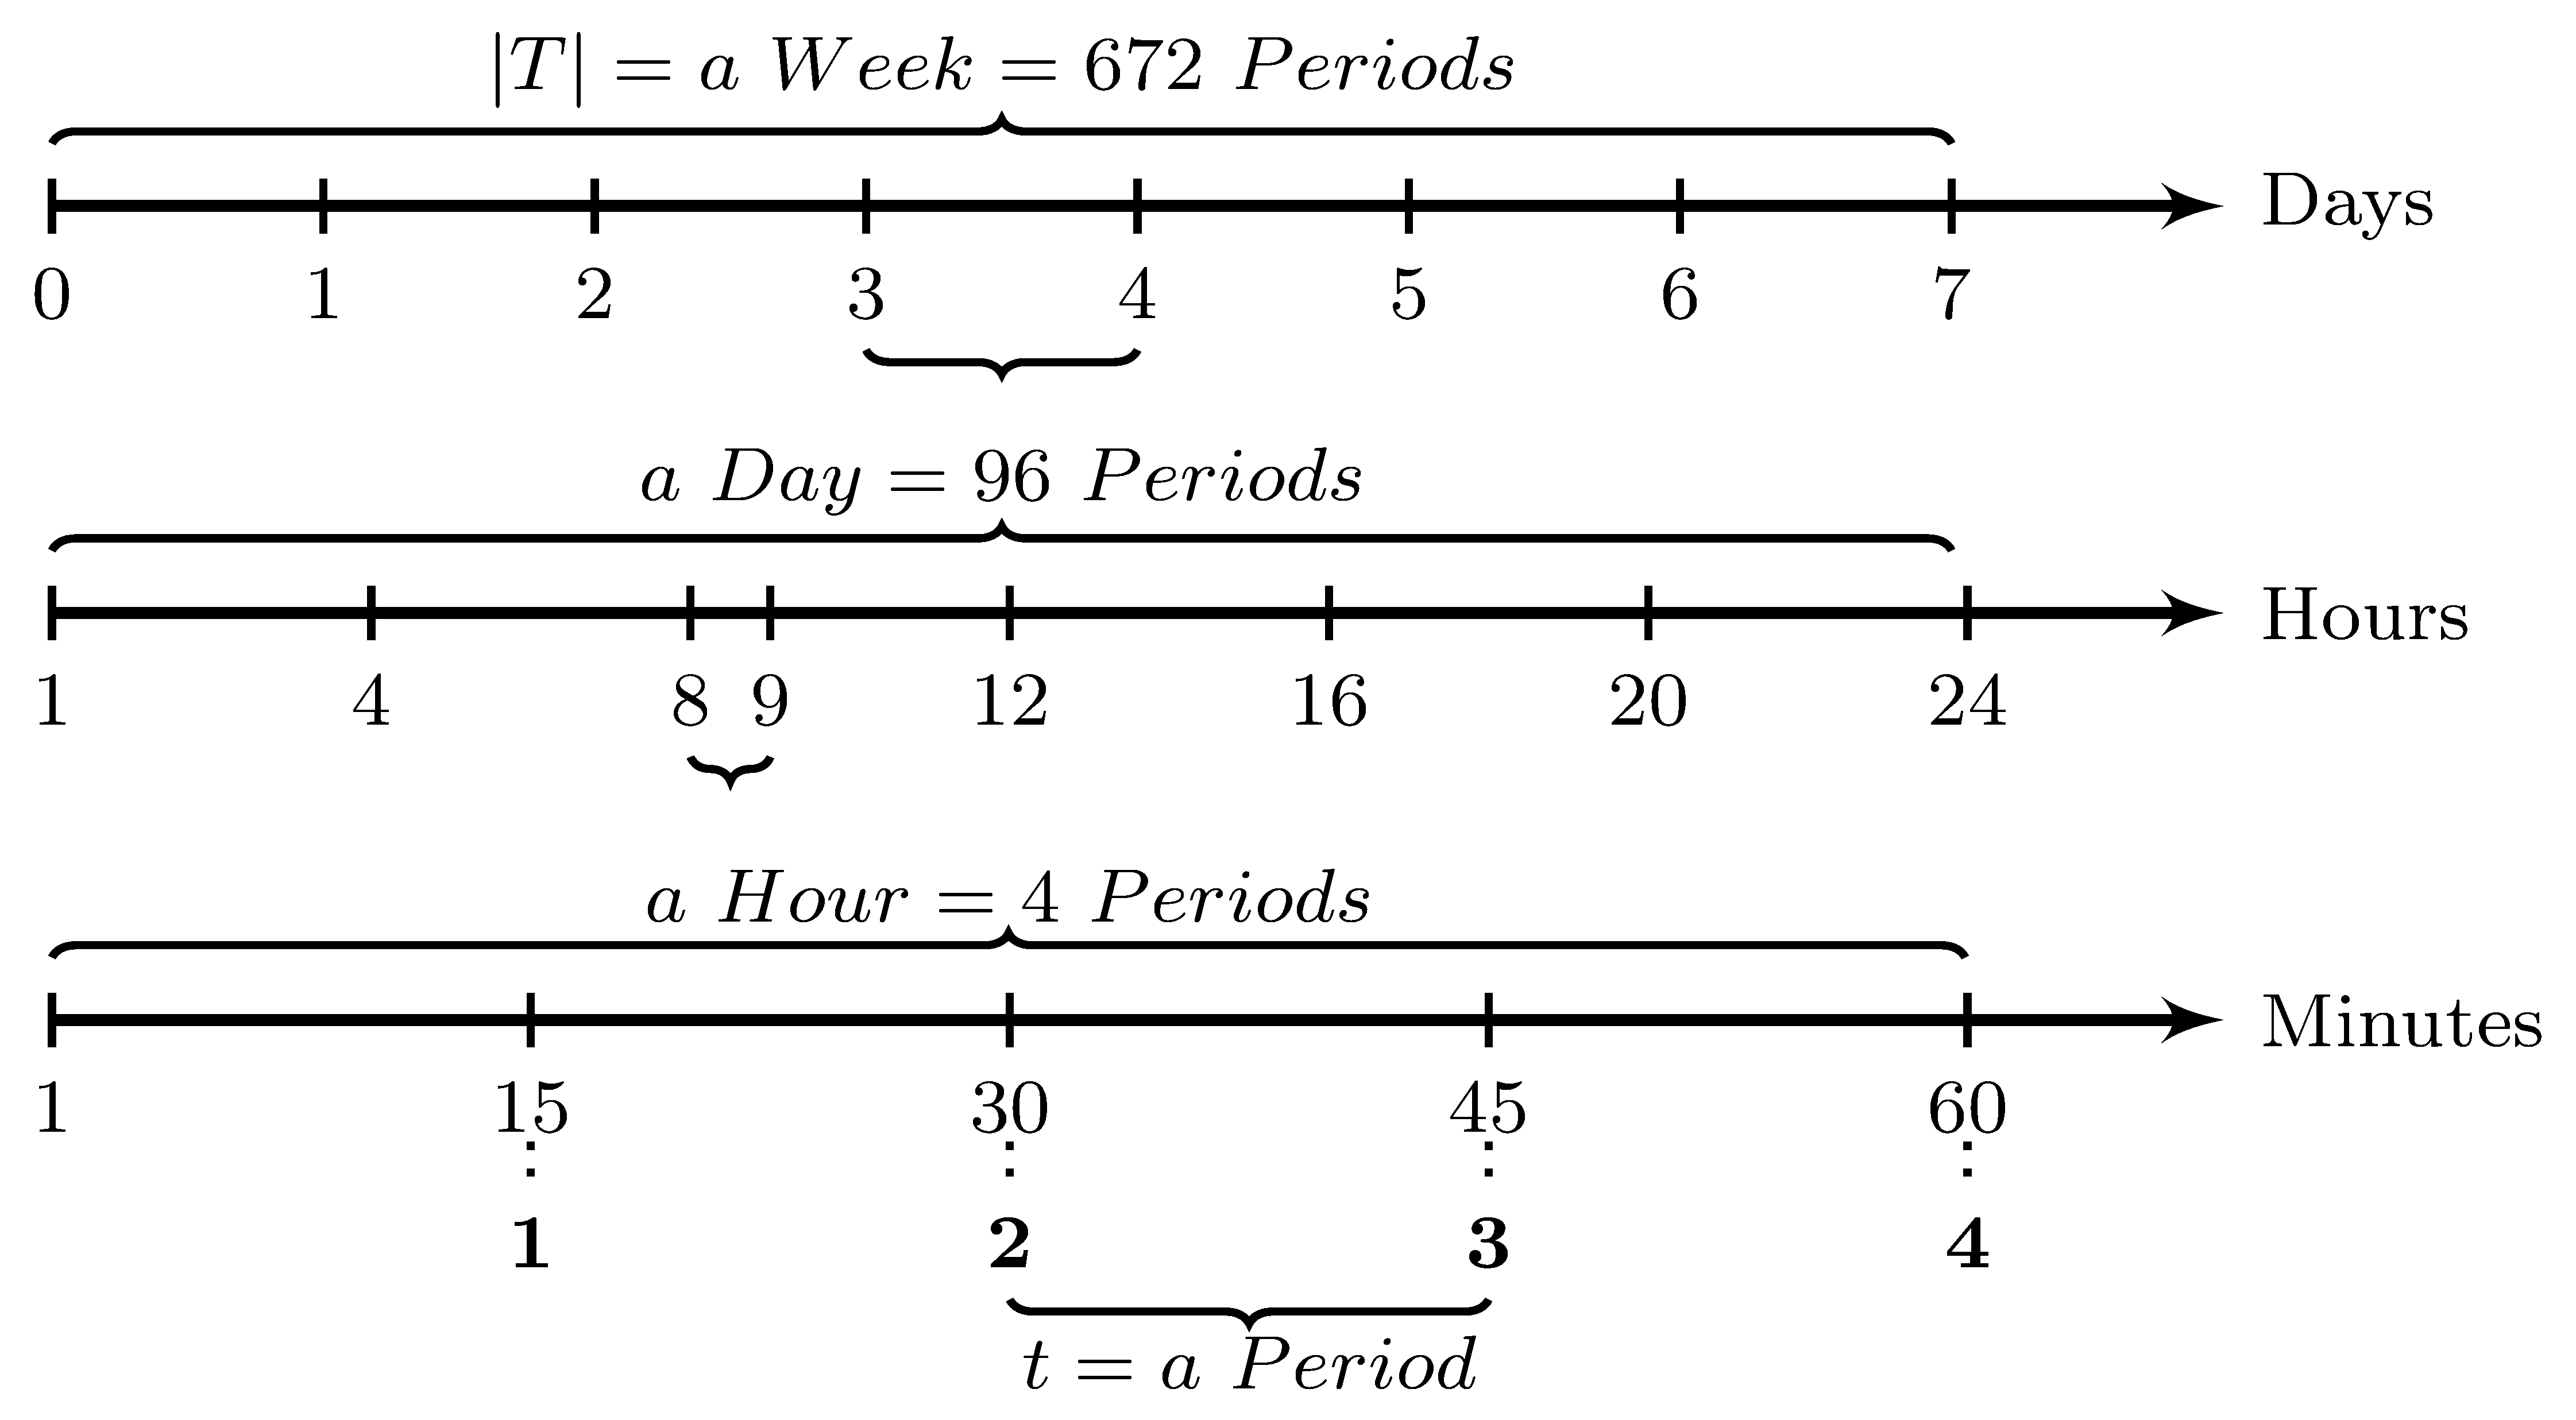 |T| = a Week = 672 Periods
Days
0 1 2 3 4 5 6 7
a Day = 96 Periods
Hours
1 4 8 9 12 16 20 24
a Hour = 4 Periods
Minutes
1 15 30 45 60
1 2 3 4
t = a Period